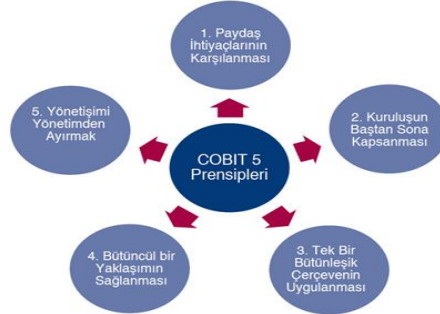 1. Paydaş
İhtiyaçlarının
Karşılanması
5. Yönetişimi
Yönetimden
Ayırmak
2. Kuruluşun
Baştan Sona
Kapsanması
COBIT 5
Prensipleri
4. Bütüncül bir
Yaklaşımın
Sağlanması
3. Tek Bir
Bütünleşik
Çerçevenin
Uygulanması